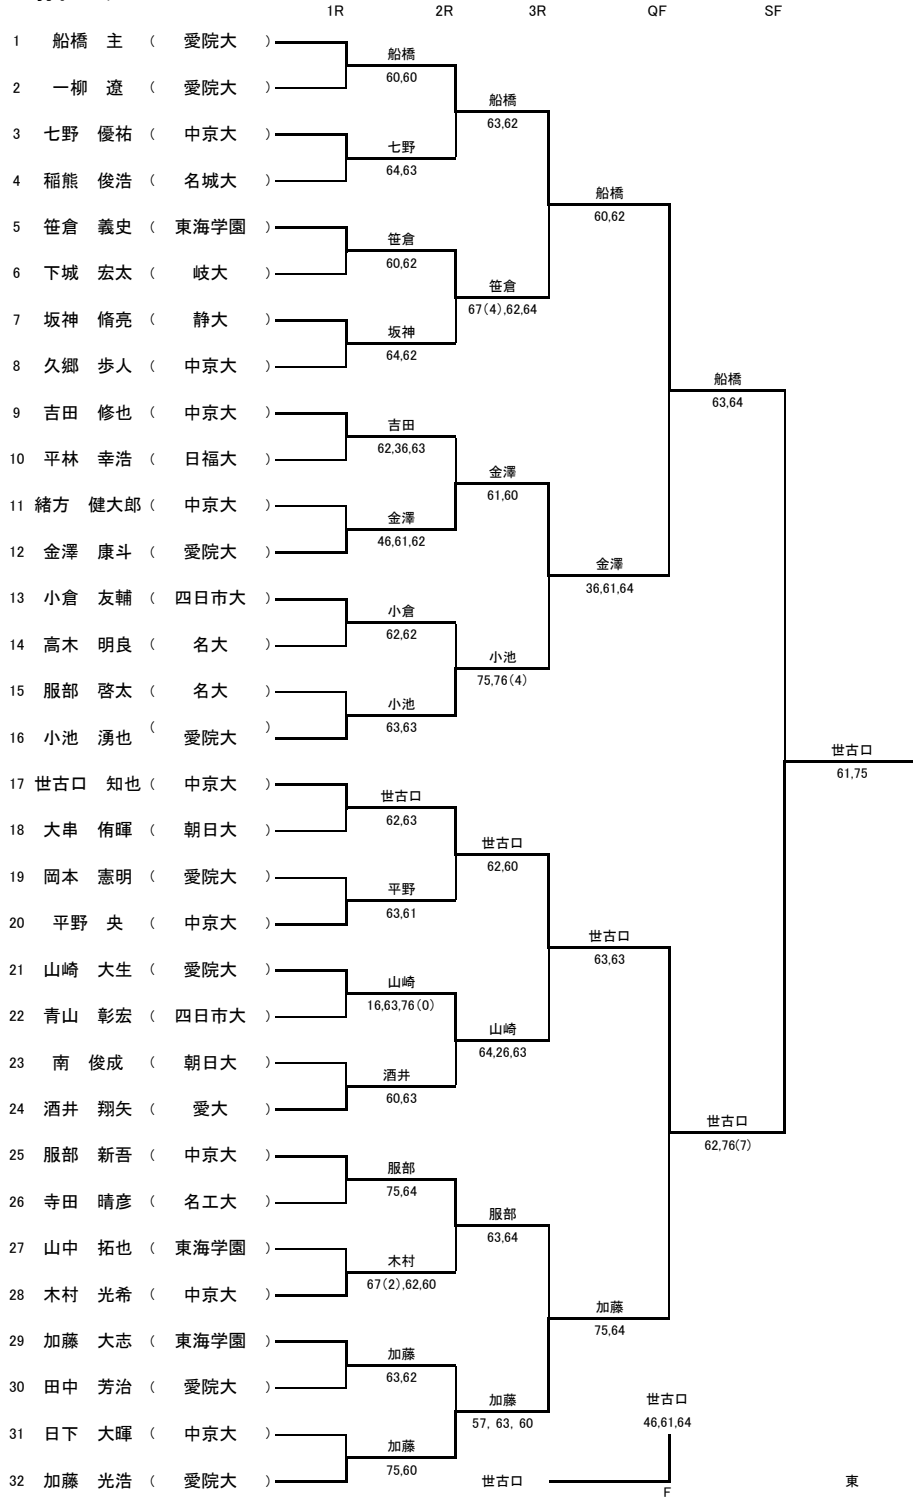 1R 2R 3R QF SF
1 船橋 主 ( 愛院大 )
船橋
60,60
2 一柳 遼 ( 愛院大 )
船橋
63,62
3 七野 優祐 ( 中京大 )
七野
64,63
4 稲熊 俊浩 ( 名城大 )
船橋
60,62
5 笹倉 義史 ( 東海学園 )
笹倉
60,62
6 下城 宏太 ( 岐大 )
笹倉
67(4),62,64
7 坂神 脩亮 ( 静大 )
坂神
64,62
8 久郷 歩人 ( 中京大 )
船橋
63,64
9 吉田 修也 ( 中京大 )
吉田
62,36,63
10 平林 幸浩 ( 日福大 )
金澤
61,60
11 緒方 健大郎 ( 中京大 )
金澤
46,61,62
12 金澤 康斗 ( 愛院大 )
金澤
36,61,64
13 小倉 友輔 ( 四日市大 )
小倉
62,62
14 高木 明良 ( 名大 )
小池
75,76(4)
15 服部 啓太 ( 名大 )
小池
63,63
16 小池 湧也 ( 愛院大 )
世古口
61,75
17 世古口 知也 ( 中京大 )
世古口
62,63
18 大串 侑暉 ( 朝日大 )
世古口
62,60
19 岡本 憲明 ( 愛院大 )
平野
63,61
20 平野 央 ( 中京大 )
世古口
63,63
21 山崎 大生 ( 愛院大 )
山崎
16,63,76(0)
22 青山 彰宏 ( 四日市大 )
山崎
64,26,63
23 南 俊成 ( 朝日大 )
酒井
60,63
24 酒井 翔矢 ( 愛大 )
世古口
62,76(7)
25 服部 新吾 ( 中京大 )
服部
75,64
26 寺田 晴彦 ( 名工大 )
服部
63,64
27 山中 拓也 ( 東海学園 )
木村
67(2),62,60
28 木村 光希 ( 中京大 )
加藤
75,64
29 加藤 大志 ( 東海学園 )
加藤
63,62
30 田中 芳治 ( 愛院大 )
加藤
57, 63, 60
世古口
46,61,64
31 日下 大暉 ( 中京大 )
加藤
75,60
32 加藤 光浩 ( 愛院大 )
世古口
F
東